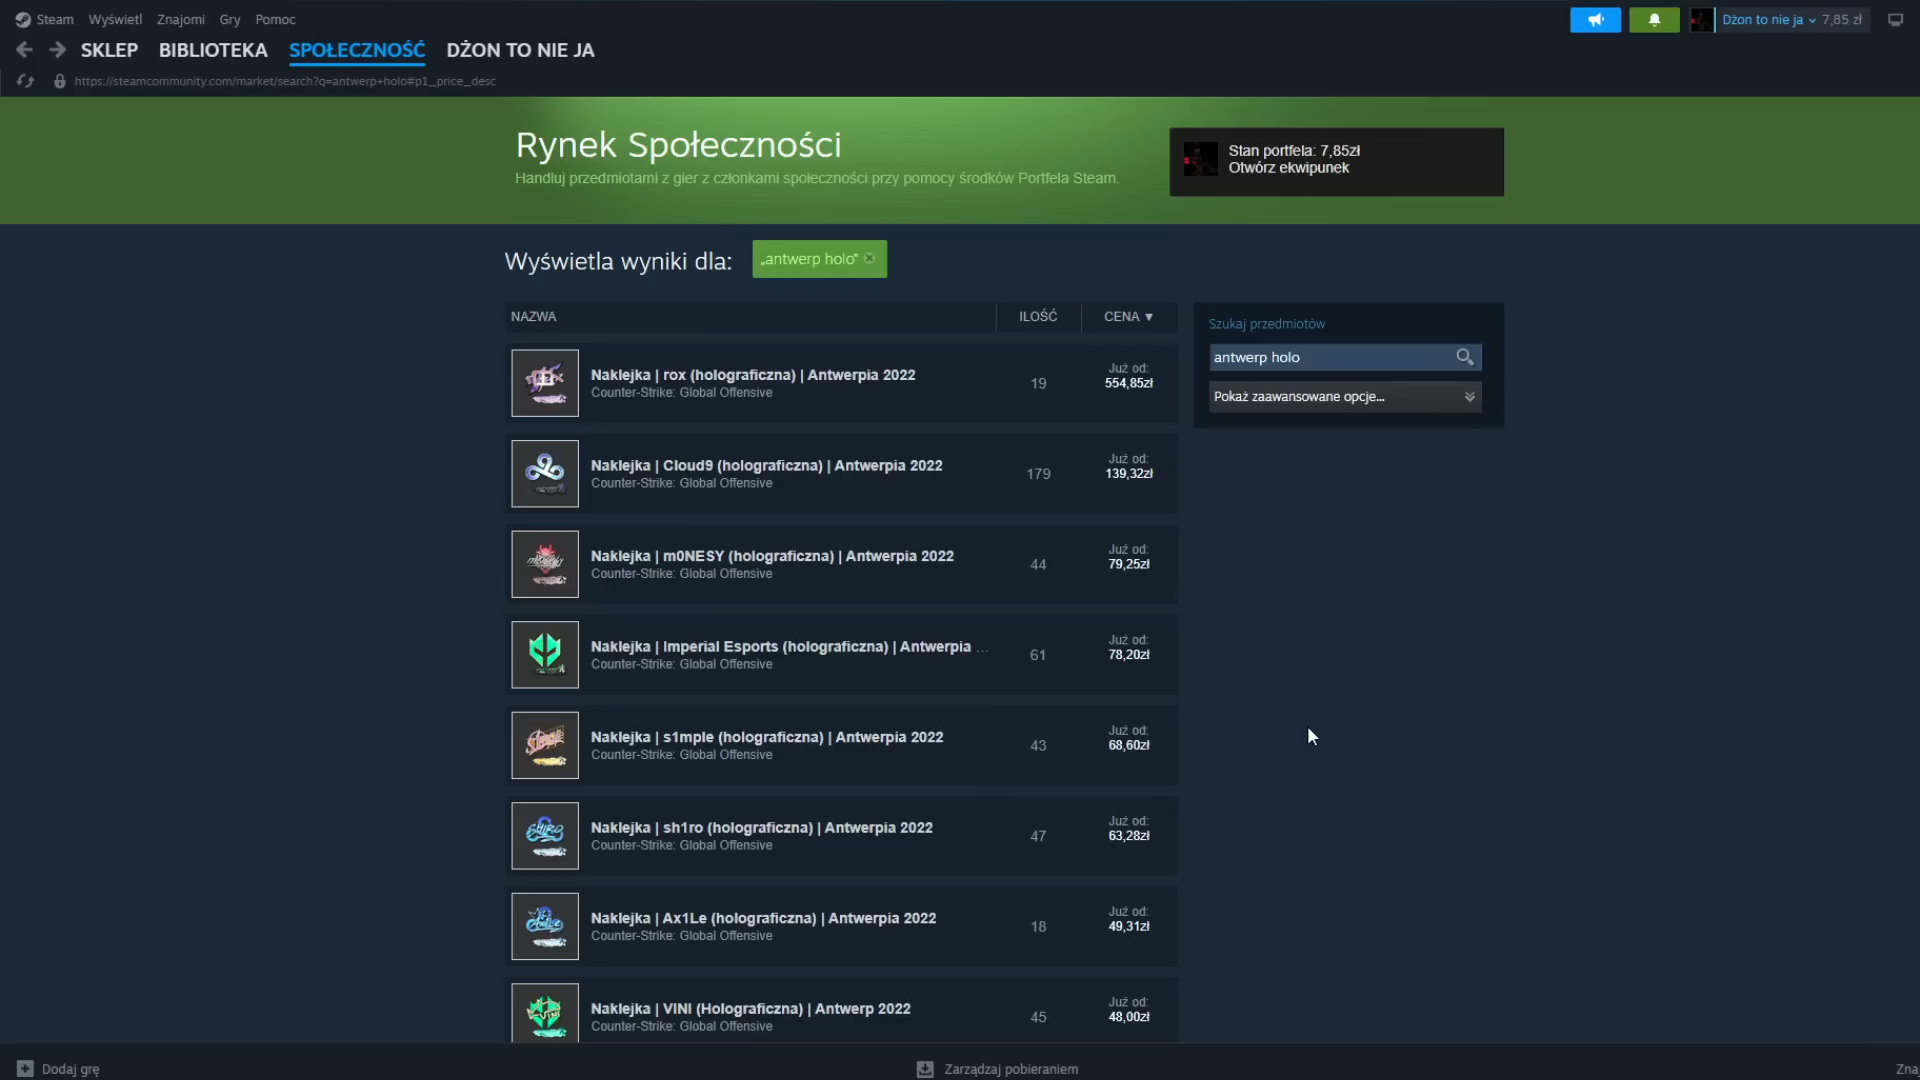 Steam Wyświetl Znajomi Gry Pomoc
Dżon to nie ja 7,85 zł
SKLEP BIBLIOTEKA SPOŁECZNOŚĆ DŻON TO NIE JA
https://steamcommunity.com/market/search?q=antwerp+holo#p1_price_desc
Rynek Społeczności
Handluj przedmiotami z gier z członkami społeczności przy pomocy środków Portfela Steam.
Stan portfela: 7,85zł
Otwórz ekwipunek
Wyświetla wyniki dla: „antwerp holo”
NAZWA ILOŚĆ CENA ▼
Szukaj przedmiotów
antwerp holo
Pokaż zaawansowane opcje...
Naklejka | rox (holograficzna) | Antwerpia 2022
Counter-Strike: Global Offensive
19
Już od:
554,85zł
Naklejka | Cloud9 (holograficzna) | Antwerpia 2022
Counter-Strike: Global Offensive
179
Już od:
139,32zł
Naklejka | m0NESY (holograficzna) | Antwerpia 2022
Counter-Strike: Global Offensive
44
Już od:
79,25zł
Naklejka | Imperial Esports (holograficzna) | Antwerpia ...
Counter-Strike: Global Offensive
61
Już od:
78,20zł
Naklejka | s1mple (holograficzna) | Antwerpia 2022
Counter-Strike: Global Offensive
43
Już od:
68,60zł
Naklejka | sh1ro (holograficzna) | Antwerpia 2022
Counter-Strike: Global Offensive
47
Już od:
63,28zł
Naklejka | Ax1Le (holograficzna) | Antwerpia 2022
Counter-Strike: Global Offensive
18
Już od:
49,31zł
Naklejka | VINI (Holograficzna) | Antwerp 2022
Counter-Strike: Global Offensive
45
Już od:
48,00zł
Dodaj grę
Zarządzaj pobieraniem
Zna